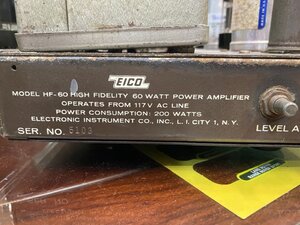 EICO
MODEL HF-60 HIGH FIDELITY 60 WATT POWER AMPLIFIER
OPERATES FROM 117V AC LINE
POWER CONSUMPTION: 200 WATTS
ELECTRONIC INSTRUMENT CO., INC., L. I. CITY 1, N. Y.
SER. NO. 5103
LEVEL A